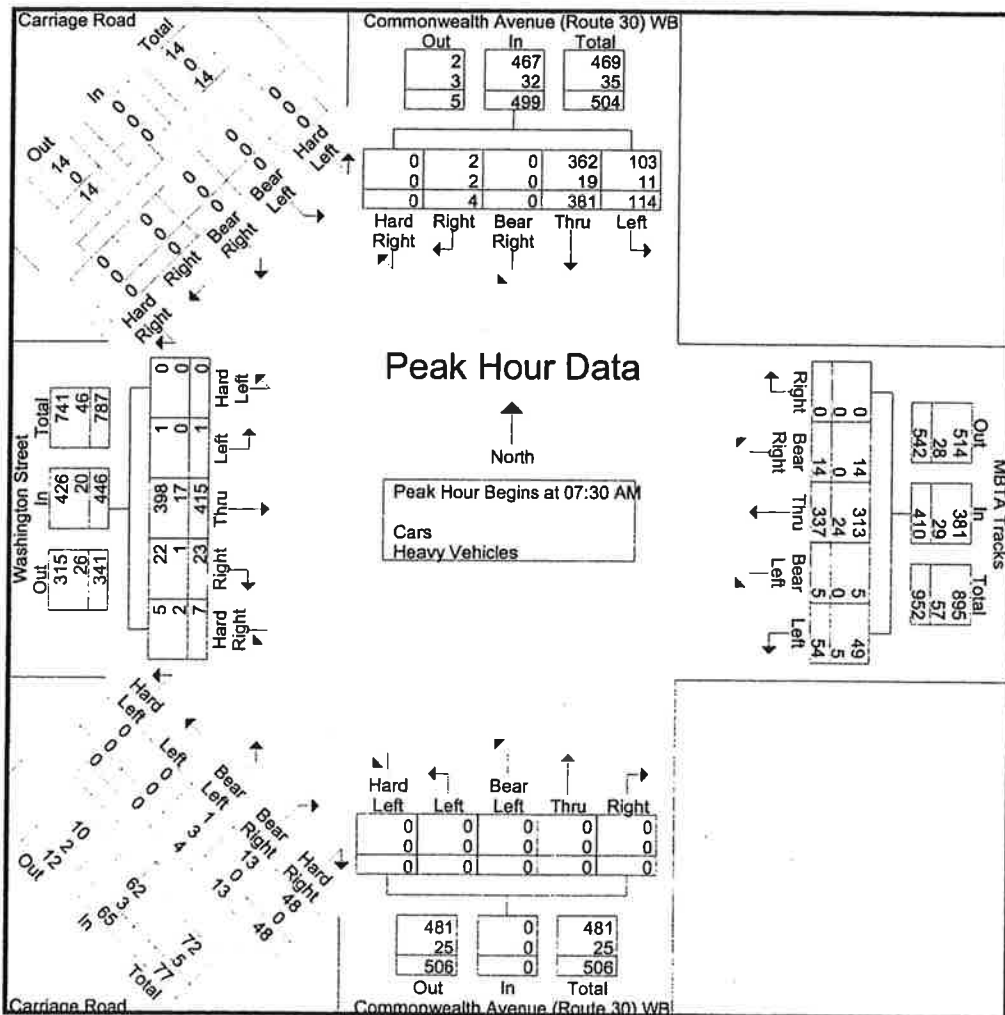 Carriage Road
Commonwealth Avenue (Route 30) WB
Out In Total
2 467 469
3 32 35
5 499 504
0 2 0 362 103
0 2 0 19 11
0 4 0 381 114
Hard Right Right Bear Right Thru Left
Out In Total
14 0 14
0 0 0
14 0 14
0 0 0 0 0
0 0 0 0 0
0 0 0 0 0
Hard Right Right Bear Right Bear Left Hard Left
Peak Hour Data
North
Peak Hour Begins at 07:30 AM
Cars
Heavy Vehicles
Washington Street
Out In Total
315 426 741
26 20 46
341 446 787
Hard Left Left Thru Right Hard Right
0 1 398 22 5
0 0 17 1 2
0 1 415 23 7
MBTA Tracks
Out In Total
514 381 895
28 29 57
542 410 952
Right Bear Right Thru Bear Left Left
0 14 313 5 49
0 0 24 0 5
0 14 337 5 54
Hard Left Left Bear Left Bear Right Hard Right
0 0 1 13 48
0 0 3 0 0
0 0 4 13 48
10 62 72
2 3 5
12 65 77
Out In Total
Carriage Road
Hard Left Left Bear Left Thru Right
0 0 0 0 0
0 0 0 0 0
0 0 0 0 0
481 0 481
25 0 25
506 0 506
Out In Total
Commonwealth Avenue (Route 30) WB